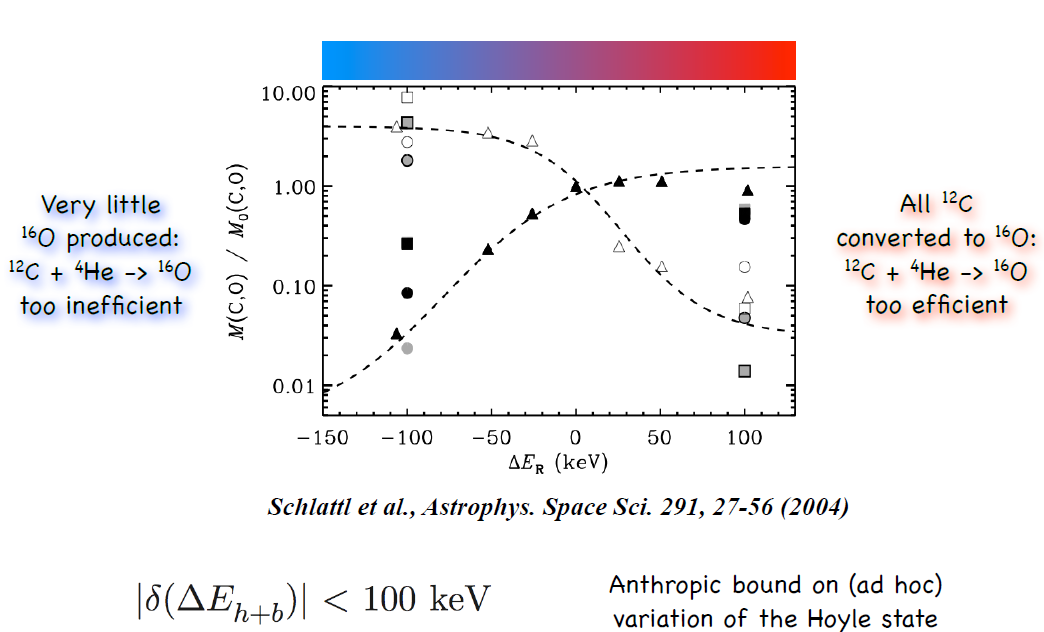 10.00
1.00
0.10
0.01
M(C,O) / M₀(C,O)
−150 −100 −50 0 50 100
ΔE_R (keV)
Very little
¹⁶O produced:
¹²C + ⁴He -> ¹⁶O
too inefficient
All ¹²C
converted to ¹⁶O:
¹²C + ⁴He -> ¹⁶O
too efficient
Schlattl et al., Astrophys. Space Sci. 291, 27-56 (2004)
|δ(ΔE_{h+b})| < 100 keV
Anthropic bound on (ad hoc)
variation of the Hoyle state